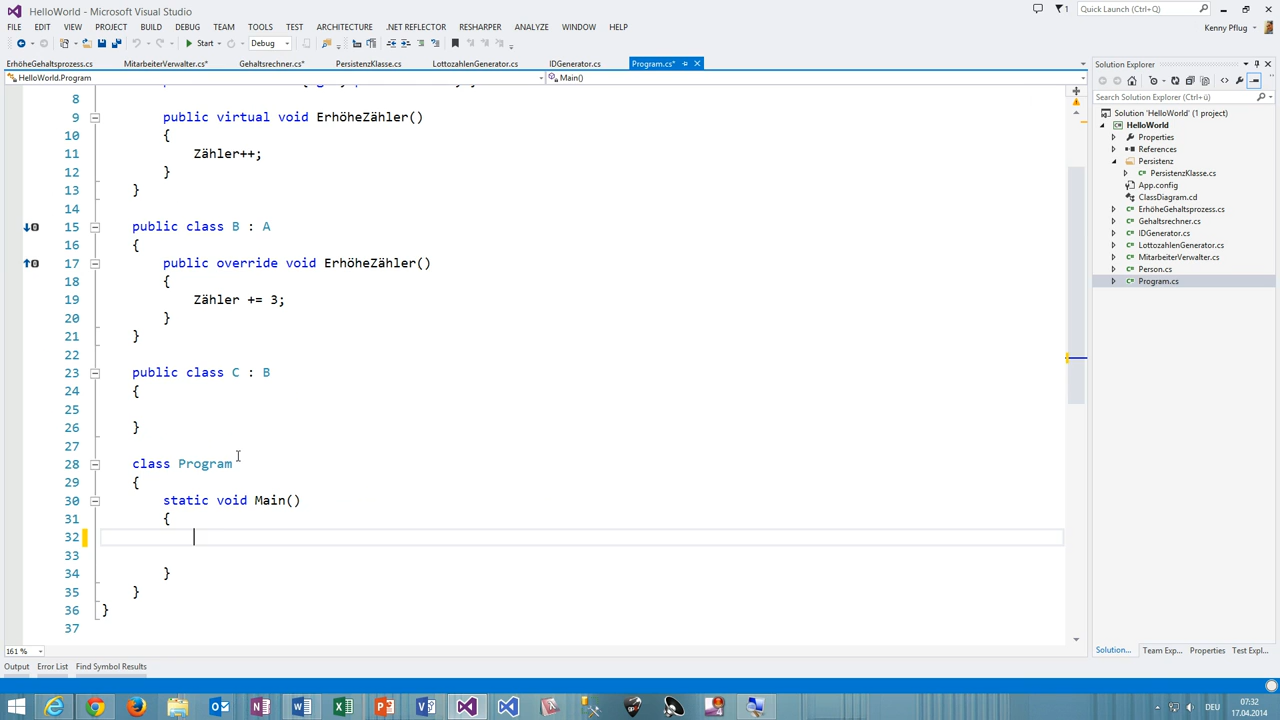 HelloWorld - Microsoft Visual Studio
1
Quick Launch (Ctrl+Q)
FILE EDIT VIEW PROJECT BUILD DEBUG TEAM TOOLS TEST ARCHITECTURE .NET REFLECTOR RESHARPER ANALYZE WINDOW HELP
Kenny Pflug
Start Debug
ErhöheGehaltsprozess.cs MitarbeiterVerwalter.cs* Gehaltsrechner.cs* PersistenzKlasse.cs LottozahlenGenerator.cs IDGenerator.cs Program.cs*
HelloWorld.Program Main()
8
9 public virtual void ErhöheZähler()
10 {
11 Zähler++;
12 }
13 }
14
15 public class B : A
16 {
17 public override void ErhöheZähler()
18 {
19 Zähler += 3;
20 }
21 }
22
23 public class C : B
24 {
25
26 }
27
28 class Program
29 {
30 static void Main()
31 {
32
33
34 }
35 }
36 }
37
161 %
Output Error List Find Symbol Results
Solution Explorer
Search Solution Explorer (Ctrl+ü)
Solution 'HelloWorld' (1 project)
HelloWorld
Properties
References
Persistenz
PersistenzKlasse.cs
App.config
ClassDiagram.cd
ErhöheGehaltsprozess.cs
Gehaltsrechner.cs
IDGenerator.cs
LottozahlenGenerator.cs
MitarbeiterVerwalter.cs
Person.cs
Program.cs
Solution... Team Exp... Properties Test Expl...
DEU
07:32
17.04.2014